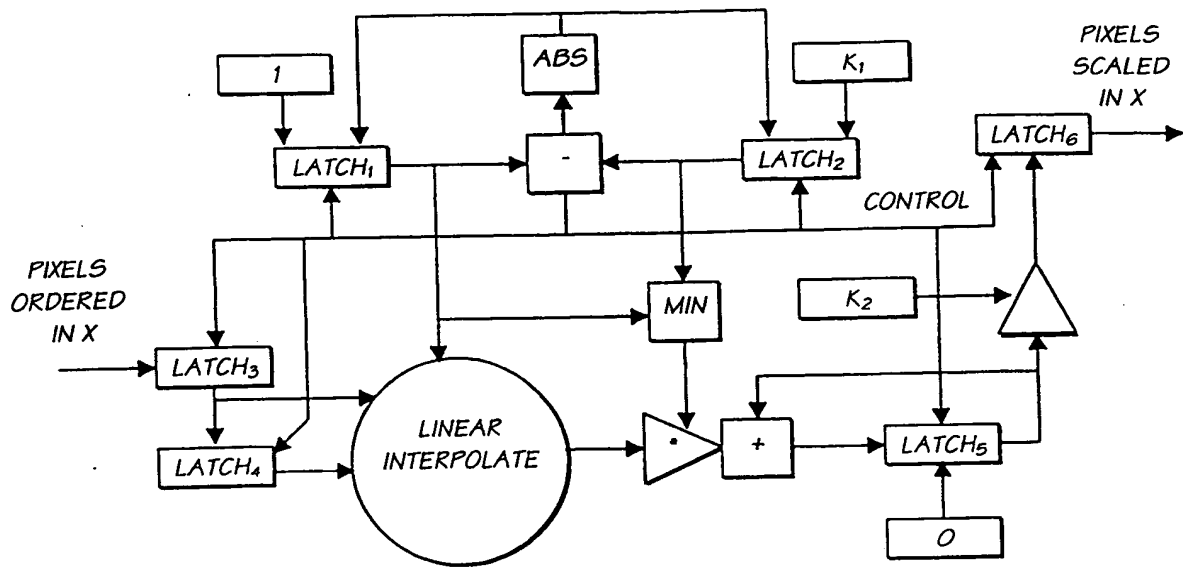 1
ABS
K₁
PIXELS
SCALED
IN X
LATCH₁
-
LATCH₂
LATCH₆
CONTROL
PIXELS
ORDERED
IN X
K₂
MIN
LATCH₃
LINEAR
INTERPOLATE
LATCH₄
*
+
LATCH₅
0